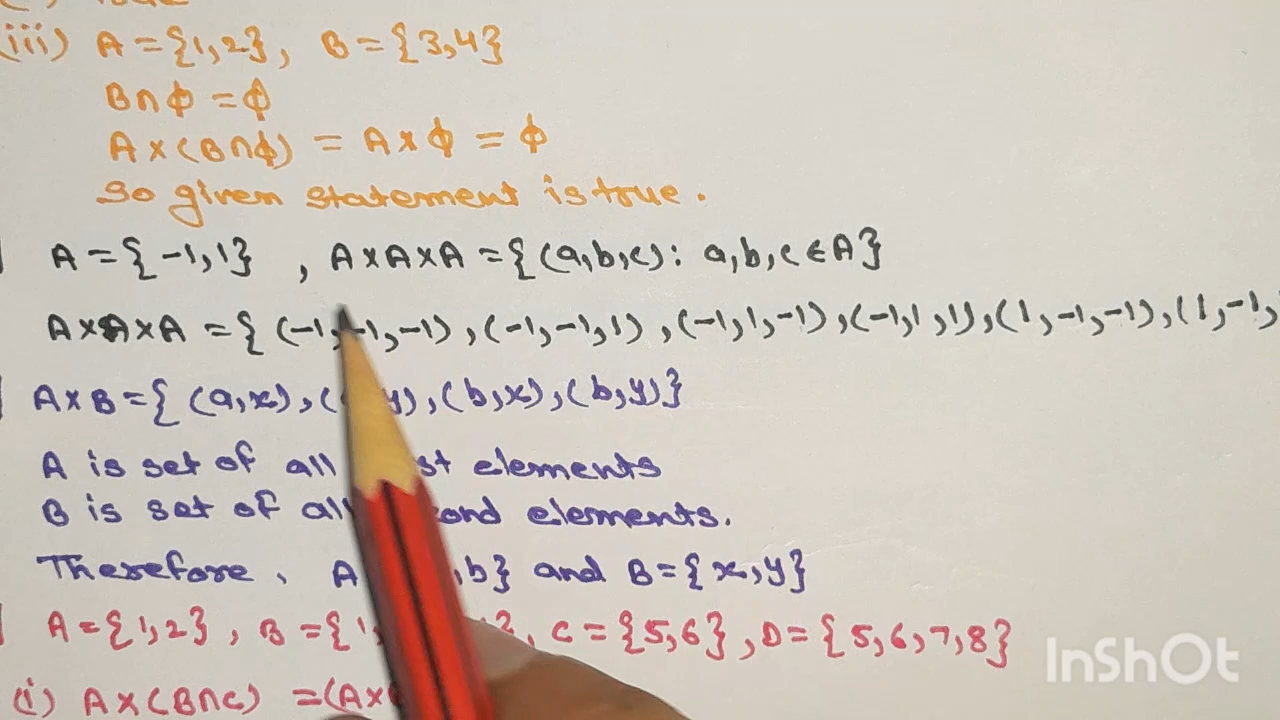 (iii) A={1,2}, B={3,4}
B∩ϕ =ϕ
A×(B∩ϕ) = A×ϕ = ϕ
So given statement is true.
A={-1,1} , A×A×A ={(a,b,c): a,b,c∈A}
A×A×A ={(-1,-1,-1),(-1,-1,1),(-1,1,-1),(-1,1,1),(1,-1,-1),(1,-1,
A×B={(a,x),( y),(b,x),(b,y)}
A is set of all st elements
B is set of all ond elements.
Therefore, A ,b} and B={x,y}
A={1,2}, B={1, }, C={5,6}, D={5,6,7,8}
(i) A×(B∩C) =(A×
InShOt